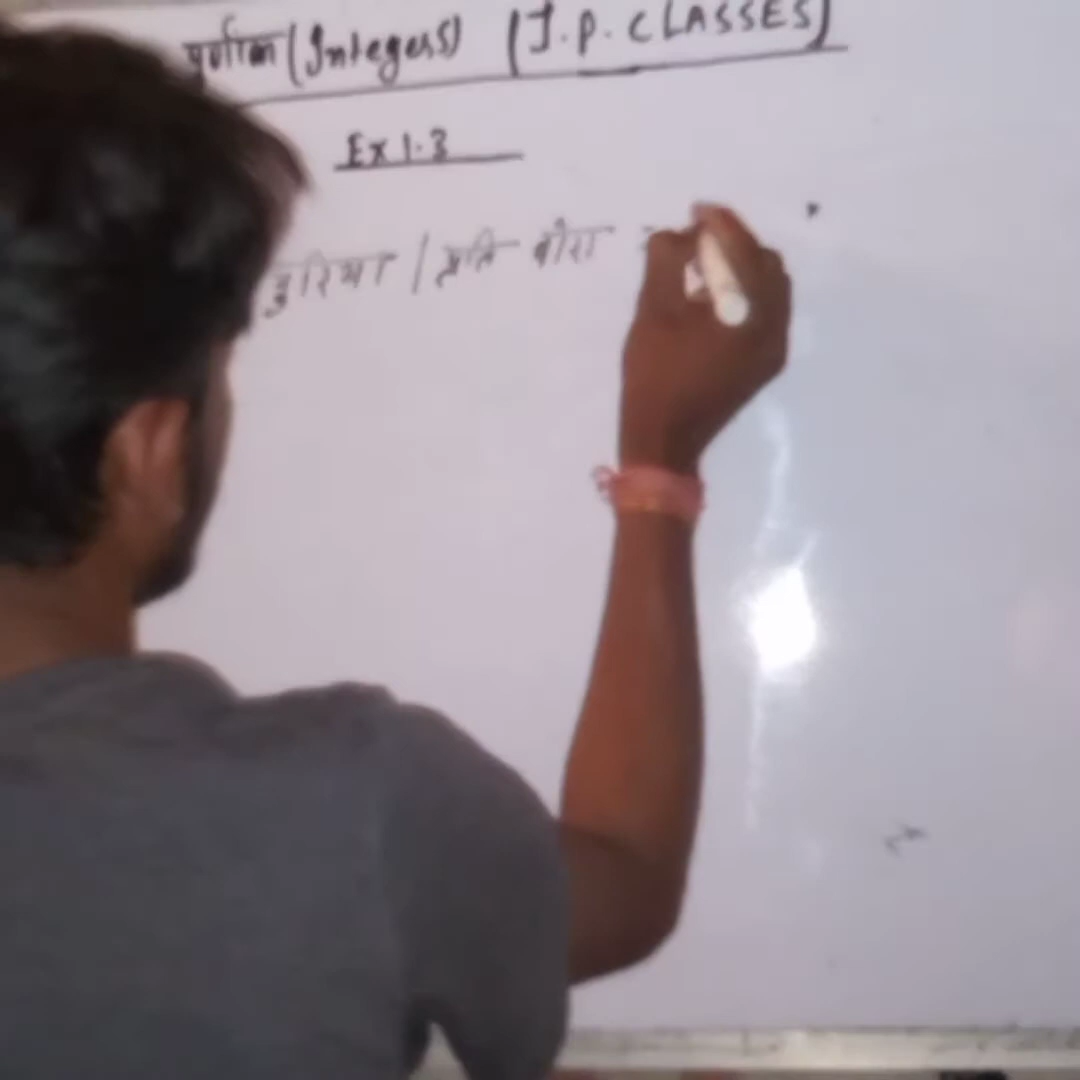 पूर्णांक (Integers) (J.P. CLASSES)
Ex 1.3
/ प्रति बोरा